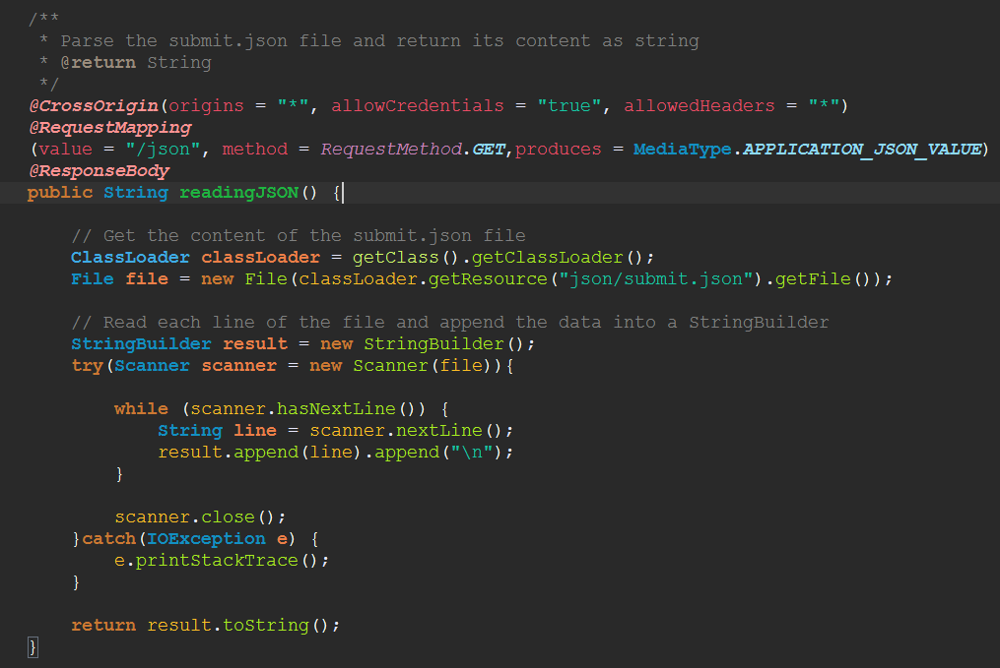 /**
 * Parse the submit.json file and return its content as string
 * @return String
 */
@CrossOrigin(origins = "*", allowCredentials = "true", allowedHeaders = "*")
@RequestMapping
(value = "/json", method = RequestMethod.GET,produces = MediaType.APPLICATION_JSON_VALUE)
@ResponseBody
public String readingJSON() {
// Get the content of the submit.json file
ClassLoader classLoader = getClass().getClassLoader();
File file = new File(classLoader.getResource("json/submit.json").getFile());
// Read each line of the file and append the data into a StringBuilder
StringBuilder result = new StringBuilder();
try(Scanner scanner = new Scanner(file)){
while (scanner.hasNextLine()) {
String line = scanner.nextLine();
result.append(line).append("\n");
}
scanner.close();
}catch(IOException e) {
e.printStackTrace();
}
return result.toString();
}